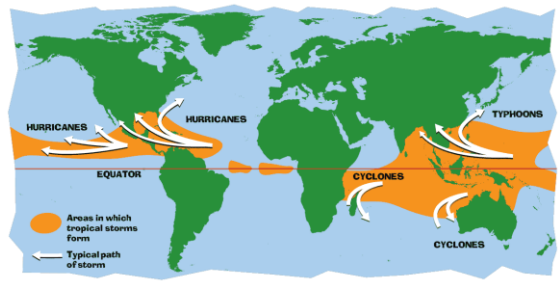 HURRICANES
HURRICANES
TYPHOONS
EQUATOR
CYCLONES
CYCLONES
Areas in which
tropical storms
form
Typical path
of storm